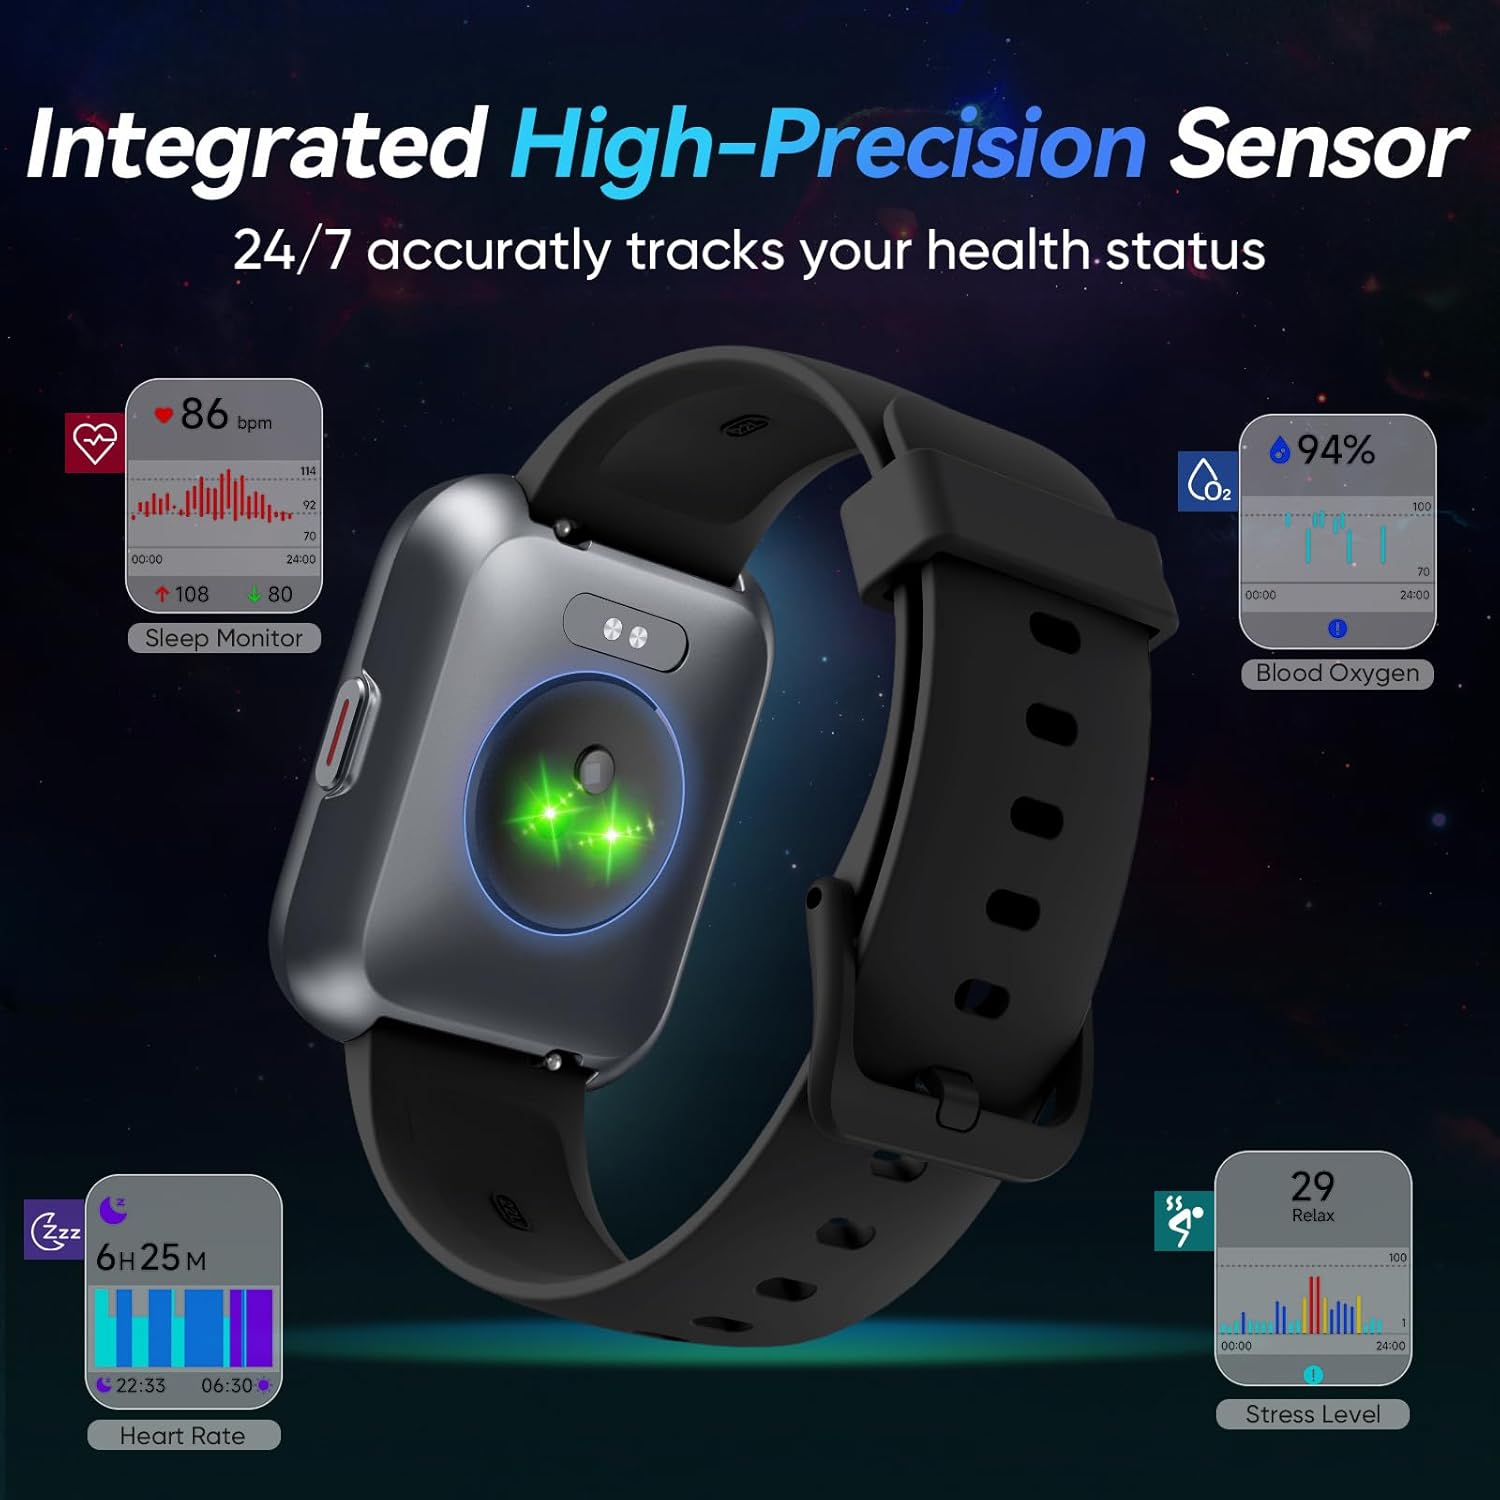 Integrated High-Precision Sensor
24/7 accuratly tracks your health status
86 bpm
114
92
70
00:00 24:00
108 80
Sleep Monitor
O2
94%
100
70
00:00 24:00
Blood Oxygen
Zzz
z
6H25M
22:33 06:30
Heart Rate
29
Relax
100
1
00:00 24:00
Stress Level